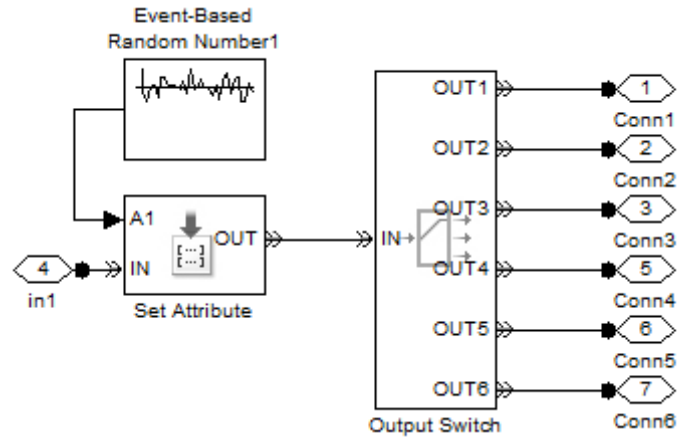 Event-Based
Random Number1
A1
IN
OUT
[...]
[...]
Set Attribute
4
in1
IN
OUT1
OUT2
OUT3
OUT4
OUT5
OUT6
Output Switch
1
Conn1
2
Conn2
3
Conn3
5
Conn4
6
Conn5
7
Conn6